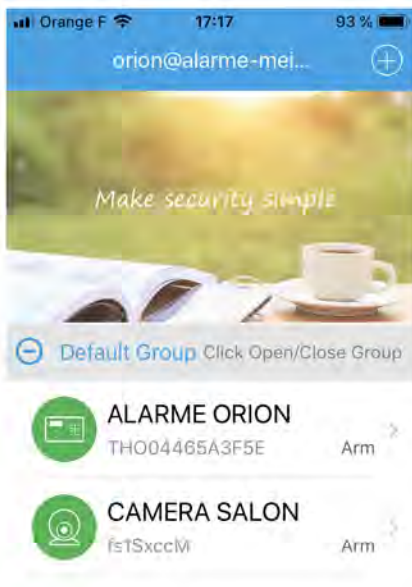 Orange F 17:17 93 %
orion@alarme-mei...
Make security simple
Default Group Click Open/Close Group
ALARME ORION
THO04465A3F5E Arm
CAMERA SALON
Arm